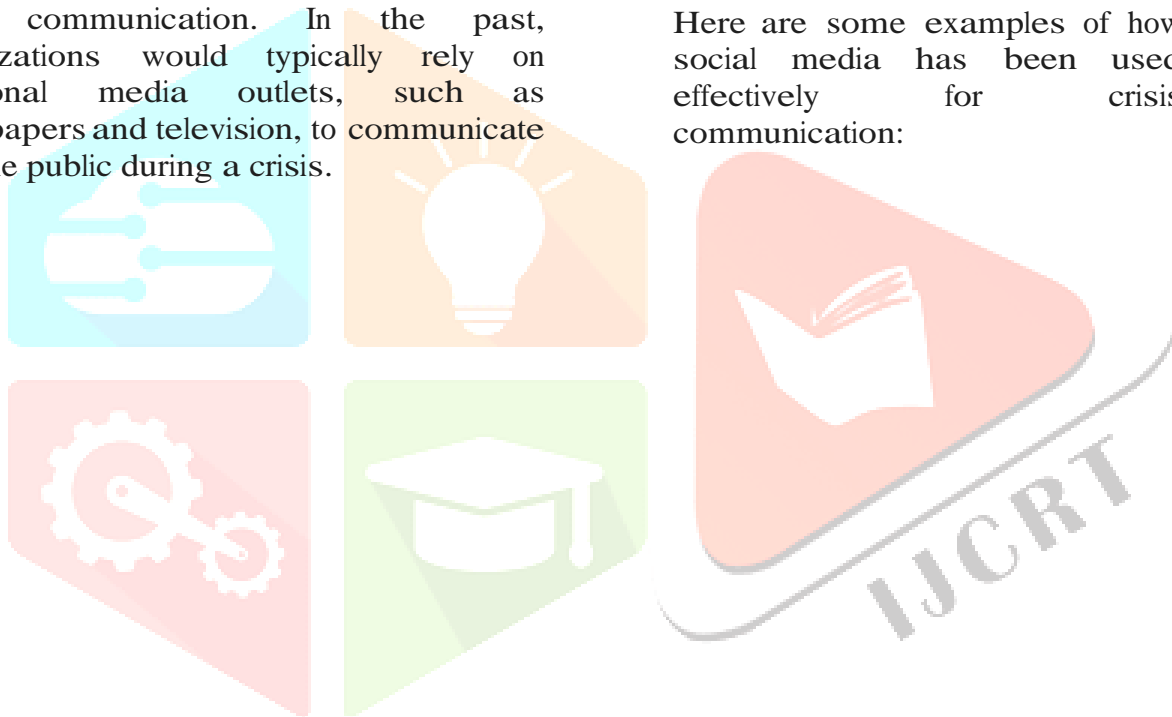 communication. In the past,
zations would typically rely on
onal media outlets, such as
papers and television, to communicate
e public during a crisis.
Here are some examples of how
social media has been used
effectively for crisis
communication:
IJCRT